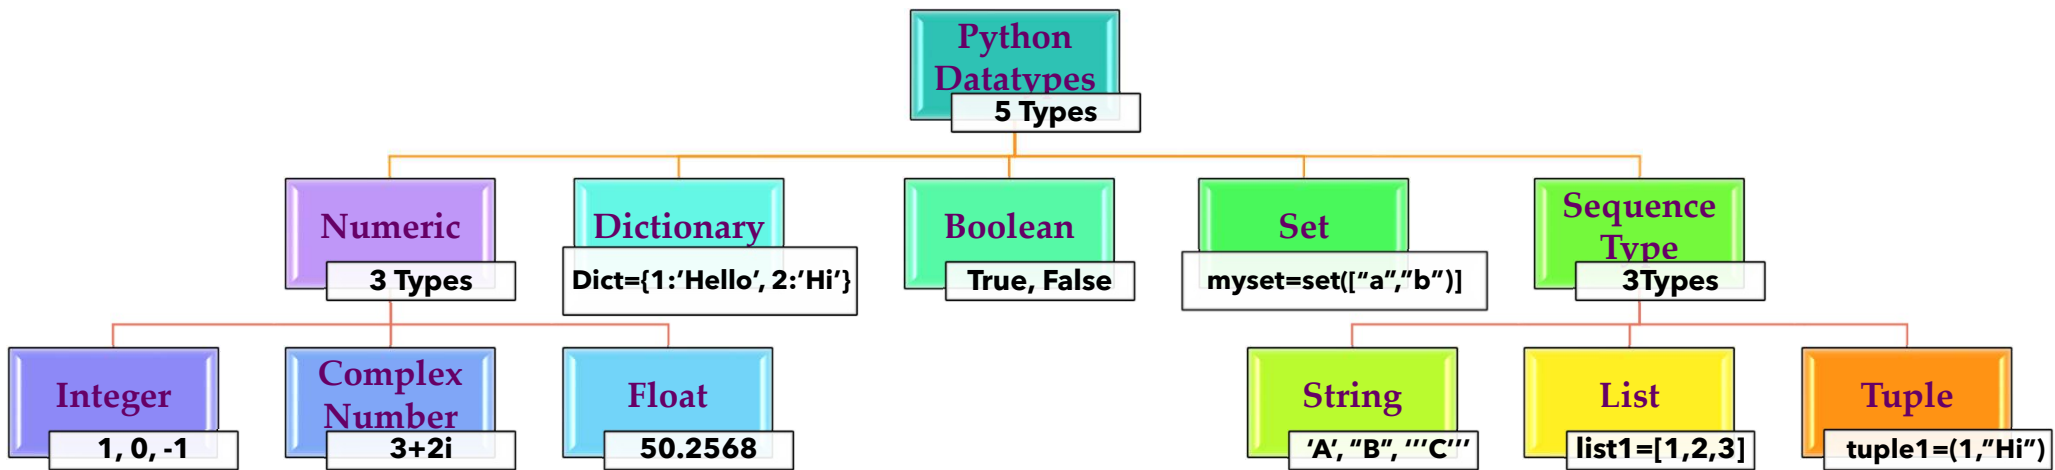 Python
Datatypes
5 Types
Numeric
3 Types
Dictionary
Dict={1:’Hello’, 2:’Hi’}
Boolean
True, False
Set
myset=set([“a”,”b”)]
Sequence
Type
3Types
Integer
1, 0, -1
Complex
Number
3+2i
Float
50.2568
String
‘A’, “B”, ‘‘‘C’’’
List
list1=[1,2,3]
Tuple
tuple1=(1,”Hi”)